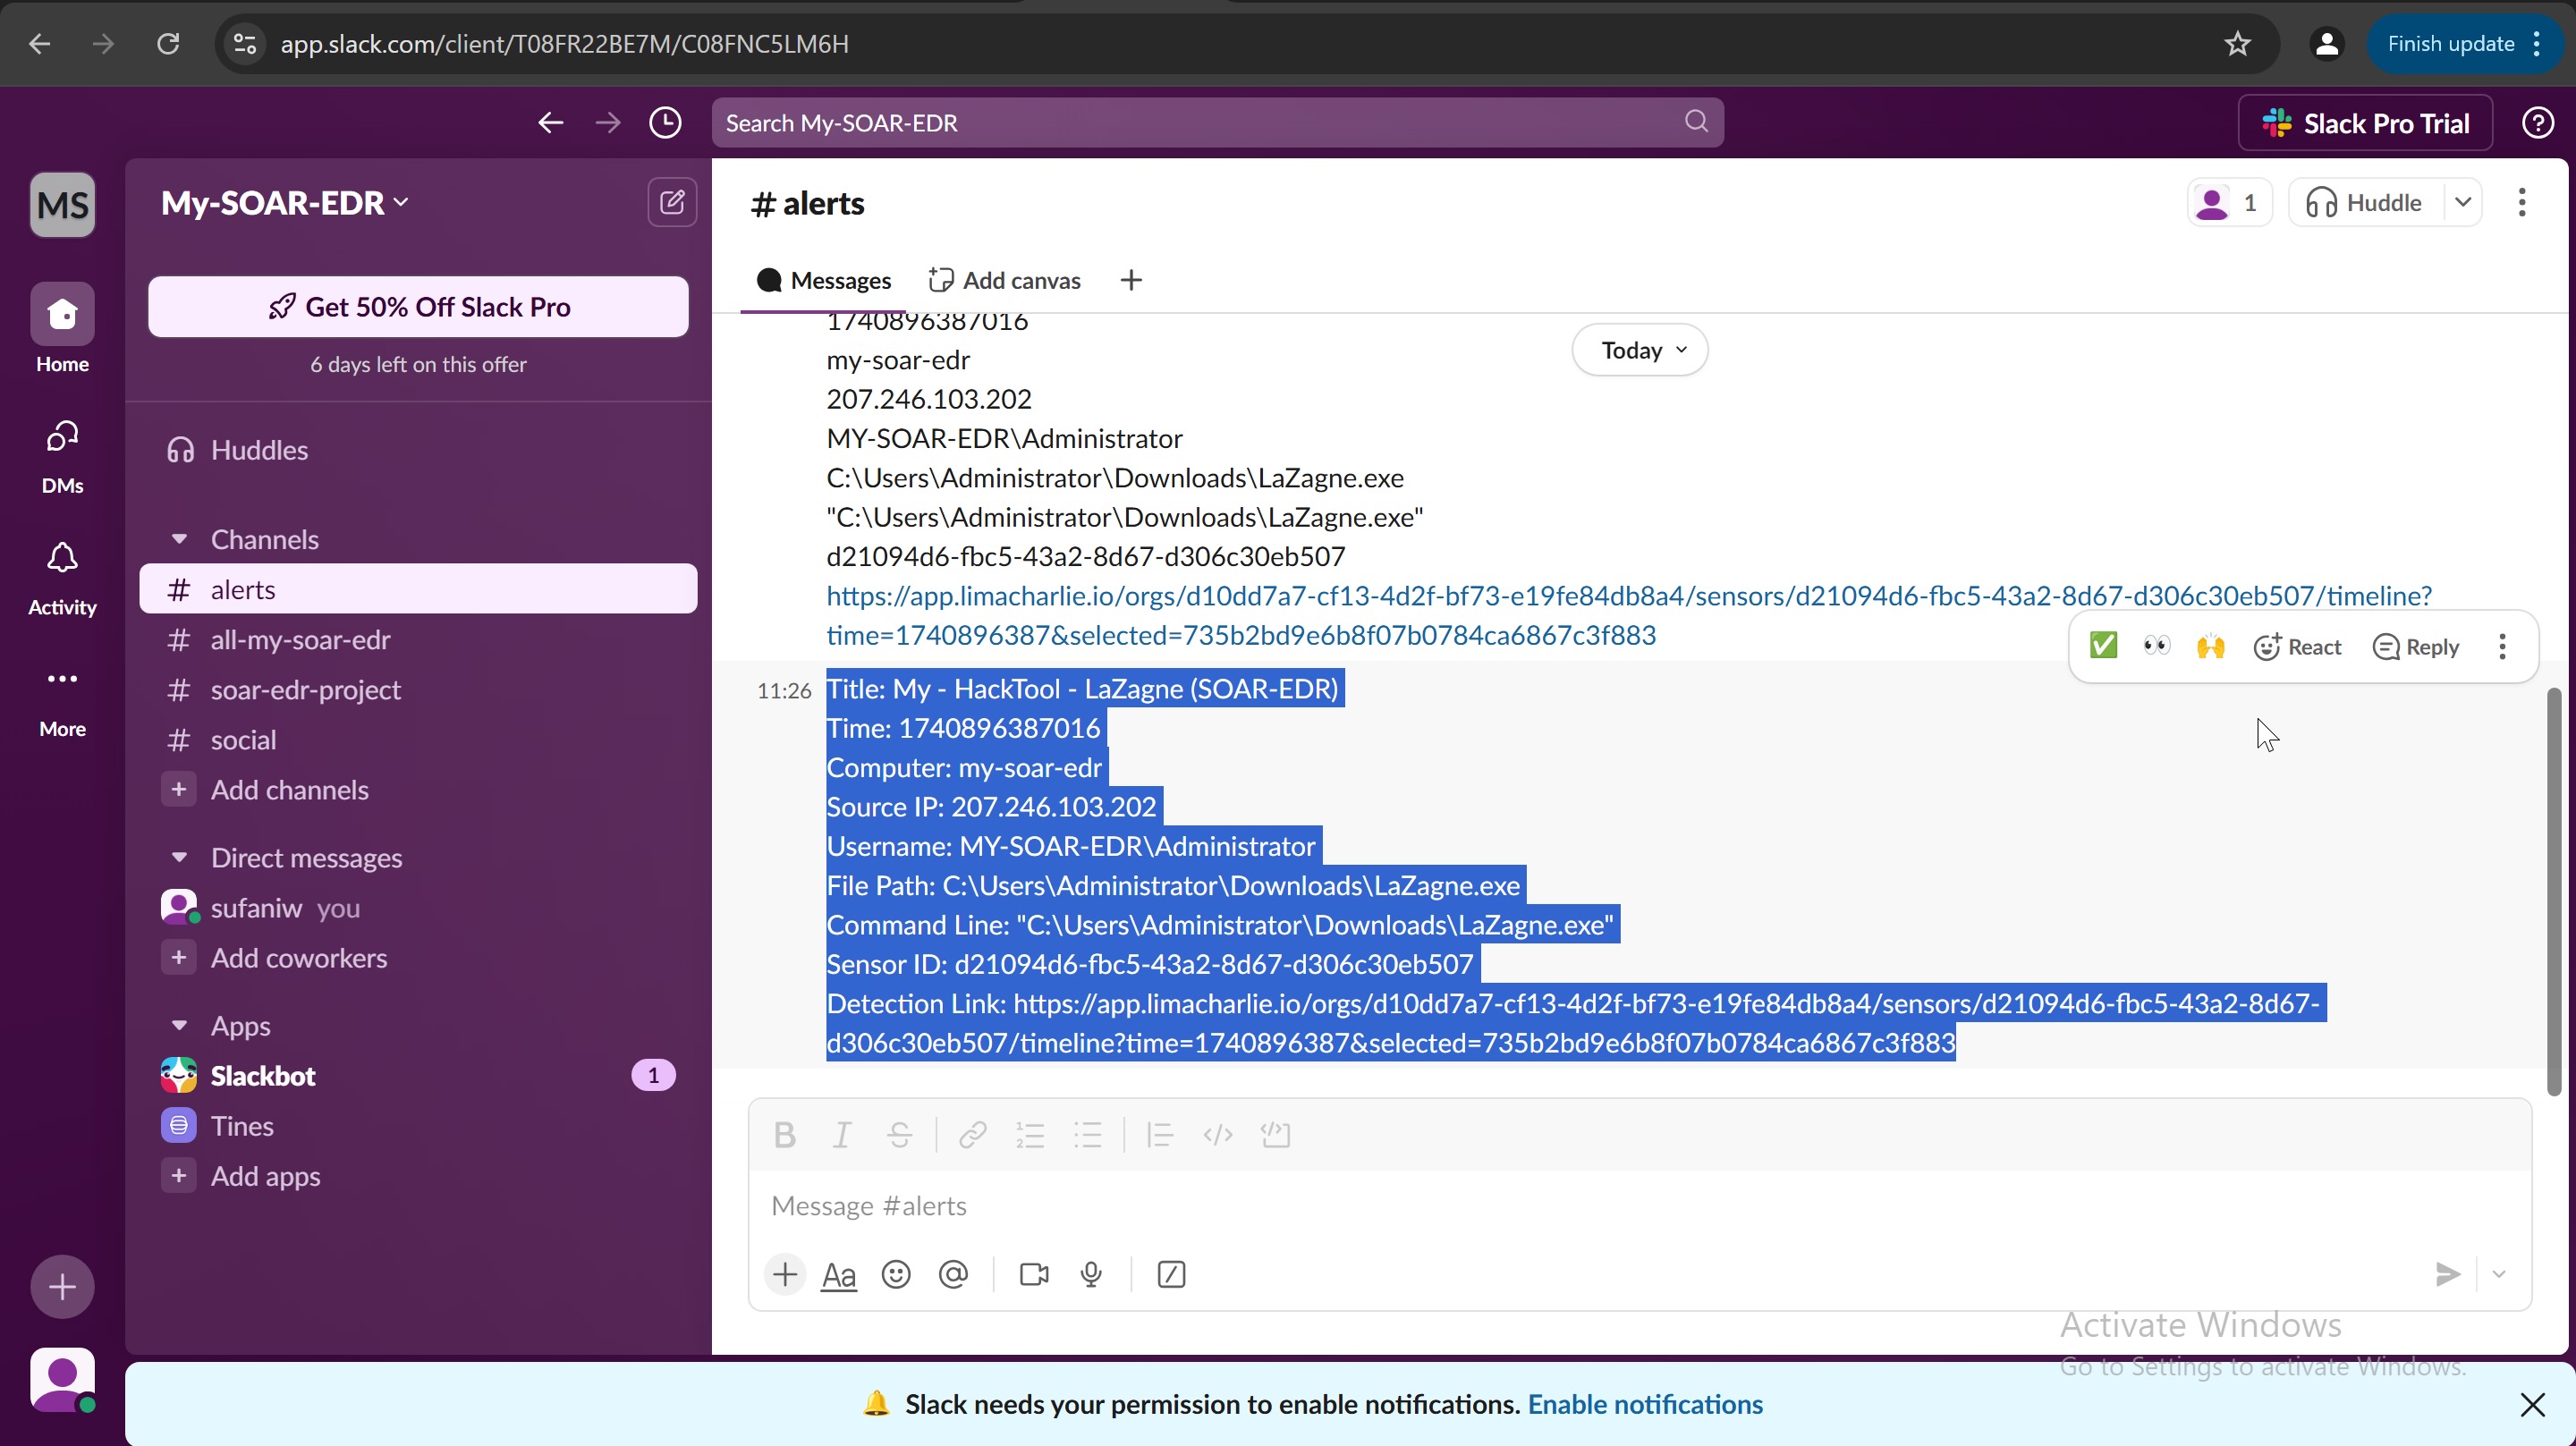 app.slack.com/client/T08FR22BE7M/C08FNC5LM6H
Finish update
Search My-SOAR-EDR
Slack Pro Trial
MS
Home
DMs
Activity
More
My-SOAR-EDR
Get 50% Off Slack Pro
6 days left on this offer
Huddles
Channels
# alerts
# all-my-soar-edr
# soar-edr-project
# social
+ Add channels
Direct messages
sufaniw you
+ Add coworkers
Apps
Slackbot 1
Tines
+ Add apps
# alerts
1
Huddle
Messages
Add canvas
Today
1740896387016
my-soar-edr
207.246.103.202
MY-SOAR-EDR\Administrator
C:\Users\Administrator\Downloads\LaZagne.exe
"C:\Users\Administrator\Downloads\LaZagne.exe"
d21094d6-fbc5-43a2-8d67-d306c30eb507
https://app.limacharlie.io/orgs/d10dd7a7-cf13-4d2f-bf73-e19fe84db8a4/sensors/d21094d6-fbc5-43a2-8d67-d306c30eb507/timeline?
time=1740896387&selected=735b2bd9e6b8f07b0784ca6867c3f883
React
Reply
11:26
Title: My - HackTool - LaZagne (SOAR-EDR)
Time: 1740896387016
Computer: my-soar-edr
Source IP: 207.246.103.202
Username: MY-SOAR-EDR\Administrator
File Path: C:\Users\Administrator\Downloads\LaZagne.exe
Command Line: "C:\Users\Administrator\Downloads\LaZagne.exe"
Sensor ID: d21094d6-fbc5-43a2-8d67-d306c30eb507
Detection Link: https://app.limacharlie.io/orgs/d10dd7a7-cf13-4d2f-bf73-e19fe84db8a4/sensors/d21094d6-fbc5-43a2-8d67-
d306c30eb507/timeline?time=1740896387&selected=735b2bd9e6b8f07b0784ca6867c3f883
Message #alerts
Aa
Activate Windows
Go to Settings to activate Windows.
Slack needs your permission to enable notifications. Enable notifications